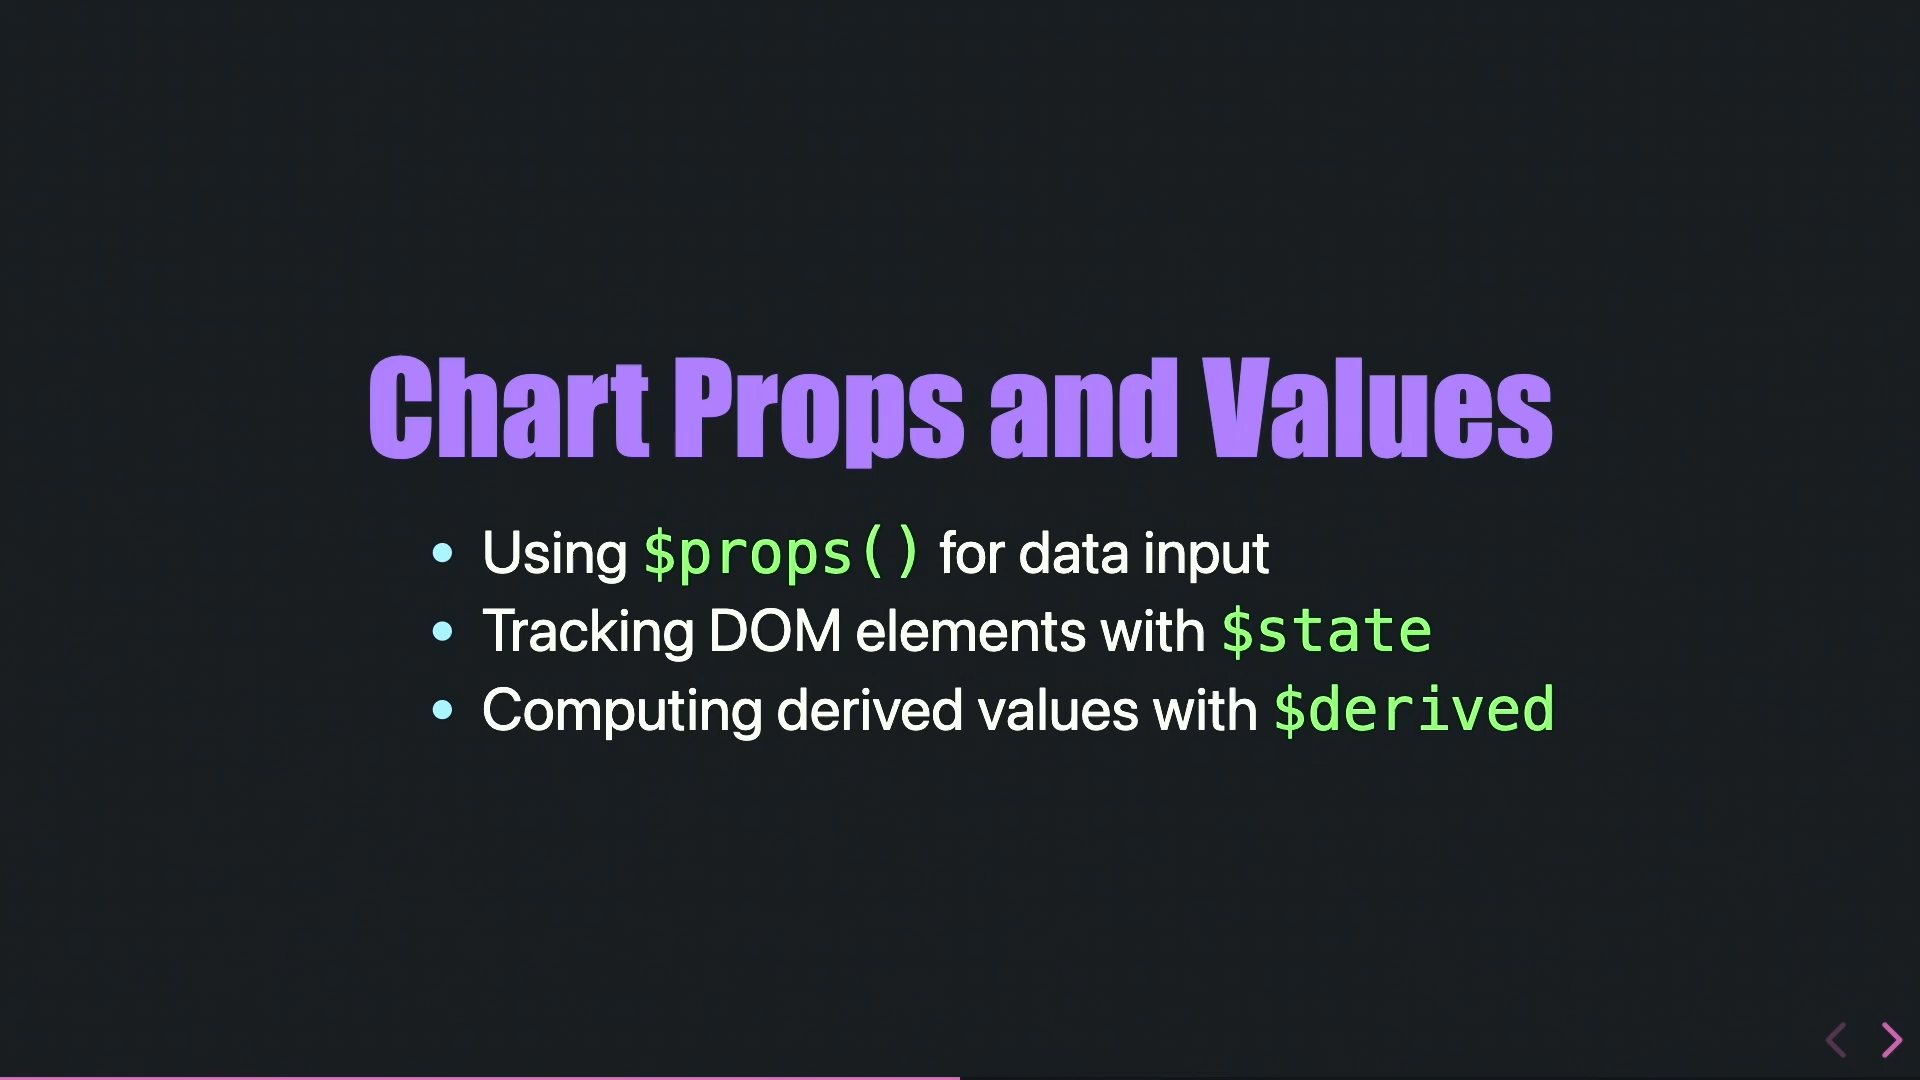 Chart Props and Values
• Using $props() for data input
• Tracking DOM elements with $state
• Computing derived values with $derived